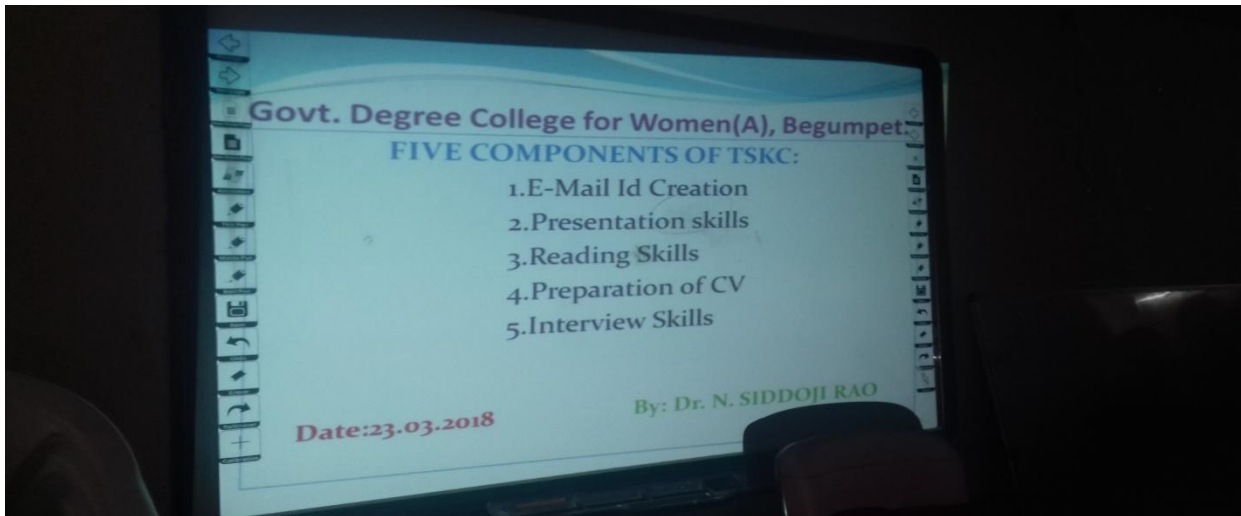 Govt. Degree College for Women(A), Begumpet.
FIVE COMPONENTS OF TSKC:
1.E-Mail Id Creation
2.Presentation skills
3.Reading Skills
4.Preparation of CV
5.Interview Skills
By: Dr. N. SIDDOJI RAO
Date:23.03.2018